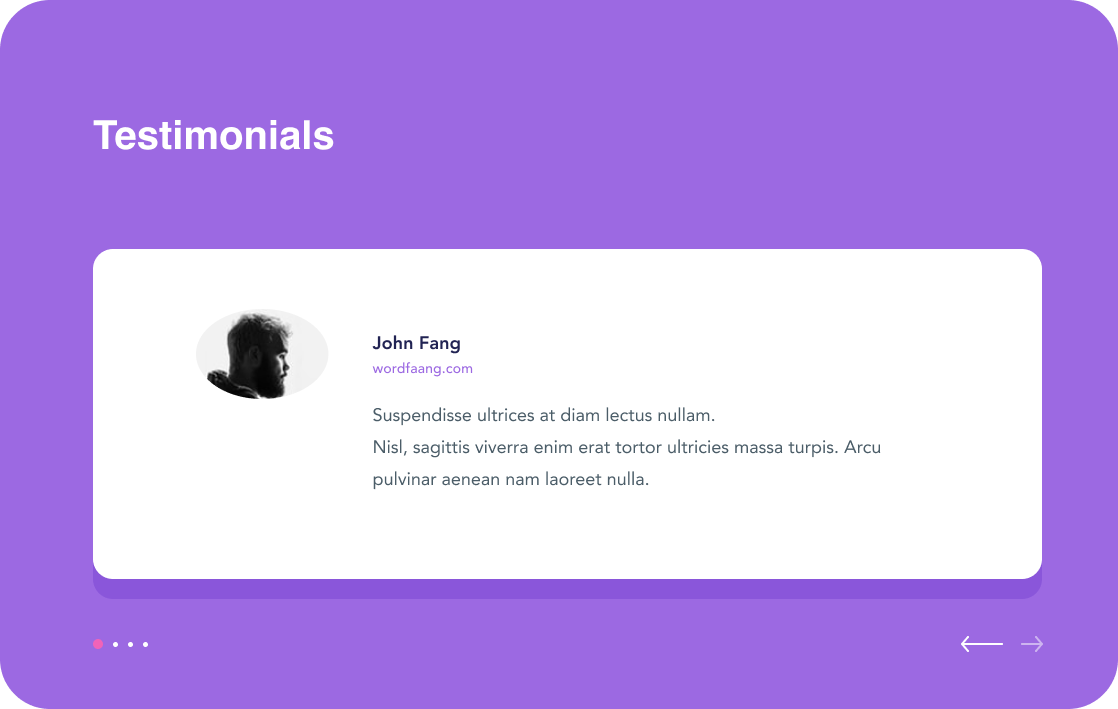 Testimonials
John Fang
wordfaang.com
Suspendisse ultrices at diam lectus nullam.
Nisl, sagittis viverra enim erat tortor ultricies massa turpis. Arcu
pulvinar aenean nam laoreet nulla.